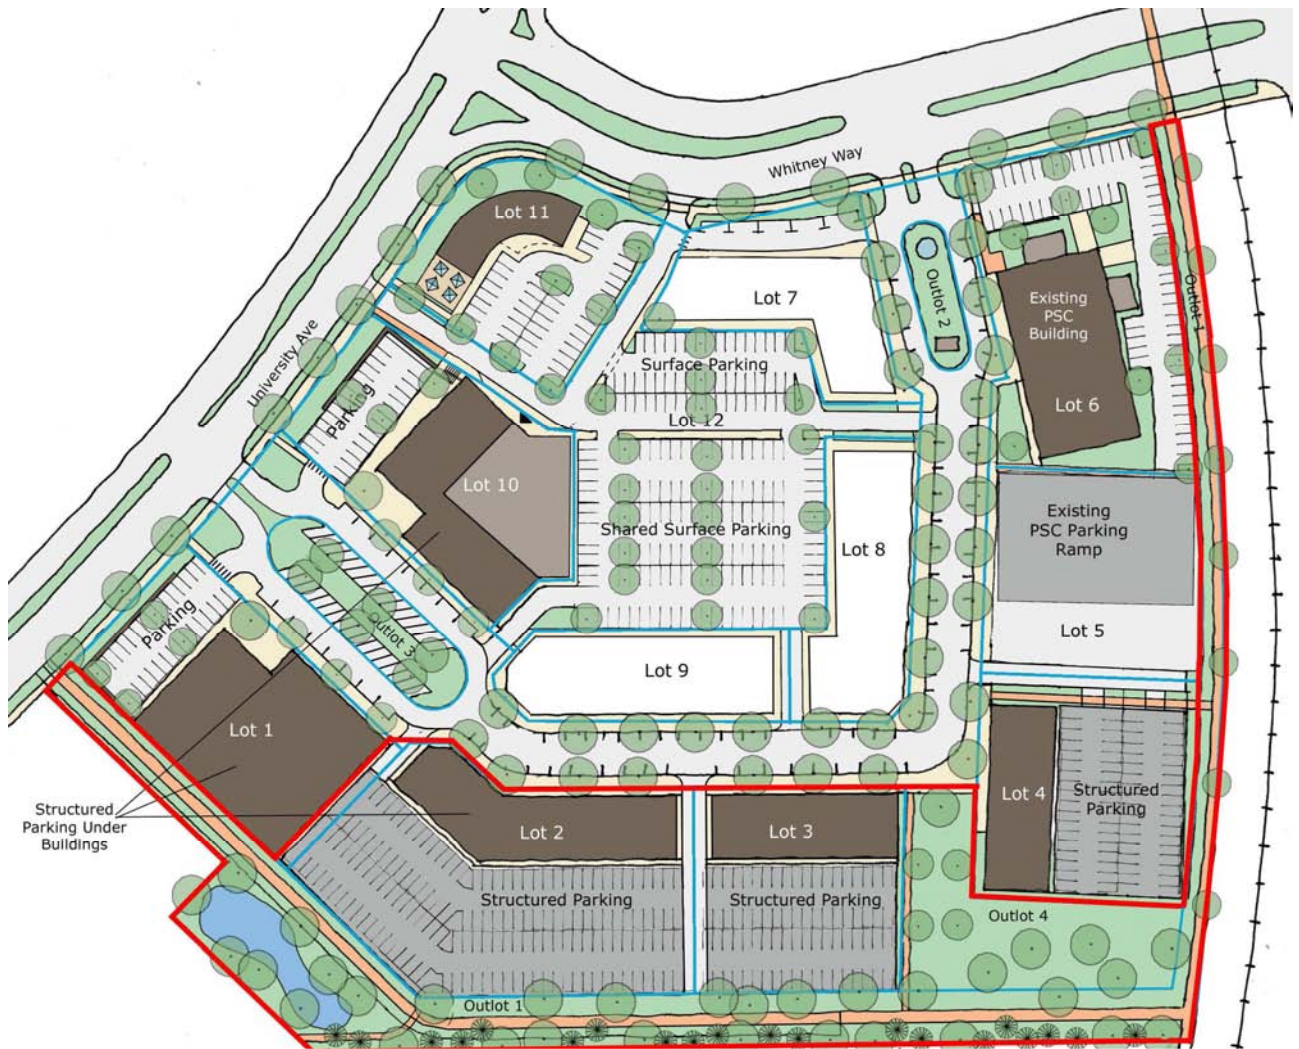 Whitney Way
Lot 11
University Ave
Lot 7
Outlot 2
Existing
PSC
Building
Outlot 1
Surface Parking
Parking
Lot 12
Lot 6
Lot 10
Shared Surface Parking
Existing
PSC Parking
Ramp
Lot 8
Parking
Outlot 3
Lot 5
Lot 9
Lot 1
Structured
Parking Under
Buildings
Lot 2
Lot 3
Lot 4
Structured
Parking
Structured Parking
Structured Parking
Outlot 4
Outlot 1